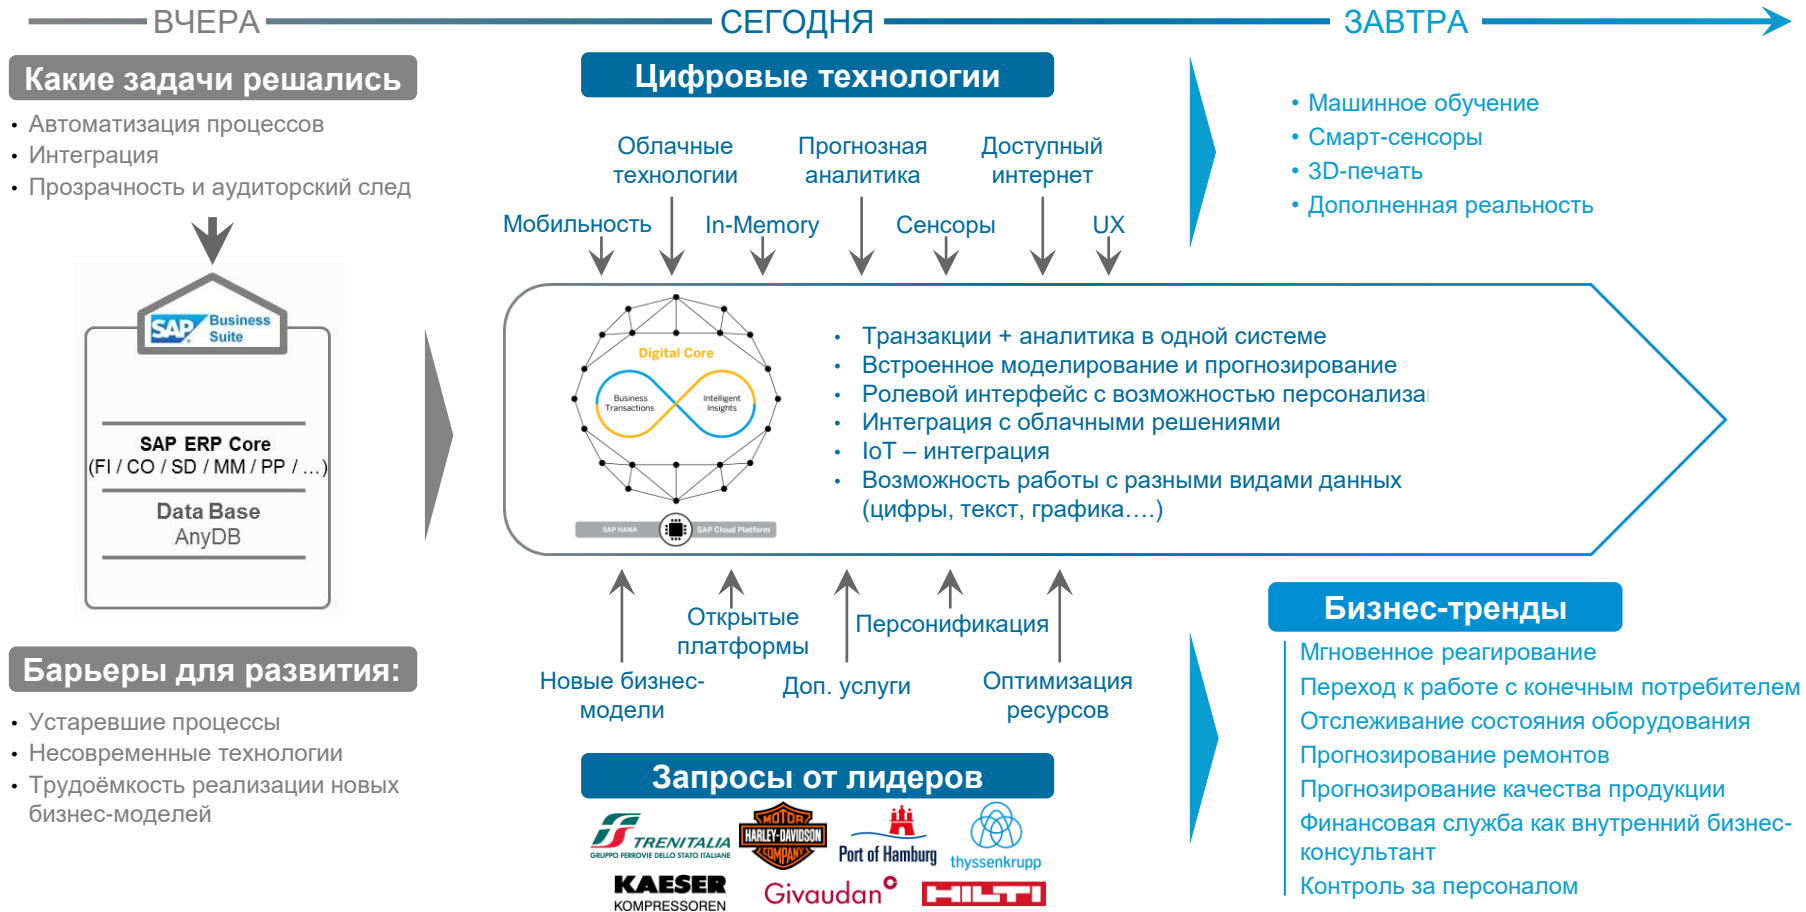 ВЧЕРА
СЕГОДНЯ
ЗАВТРА
Какие задачи решались
• Автоматизация процессов
• Интеграция
• Прозрачность и аудиторский след
SAP Business
Suite
SAP ERP Core
(FI / CO / SD / MM / PP / …)
Data Base
AnyDB
Барьеры для развития:
• Устаревшие процессы
• Несовременные технологии
• Трудоёмкость реализации новых
бизнес-моделей
Цифровые технологии
Облачные
технологии
Прогнозная
аналитика
Доступный
интернет
Мобильность
In-Memory
Сенсоры
UX
Digital Core
Business
Transactions
Intelligent
Insights
SAP HANA
SAP Cloud Platform
• Транзакции + аналитика в одной системе
• Встроенное моделирование и прогнозирование
• Ролевой интерфейс с возможностью персонализа
• Интеграция с облачными решениями
• IoT – интеграция
• Возможность работы с разными видами данных
(цифры, текст, графика….)
Открытые
платформы
Персонификация
Новые бизнес-
модели
Доп. услуги
Оптимизация
ресурсов
Запросы от лидеров
TRENITALIA
GRUPPO FERROVIE DELLO STATO ITALIANE
MOTOR
HARLEY-DAVIDSON
COMPANY
Port of Hamburg
thyssenkrupp
KAESER
KOMPRESSOREN
Givaudan
HILTI
• Машинное обучение
• Смарт-сенсоры
• 3D-печать
• Дополненная реальность
Бизнес-тренды
Мгновенное реагирование
Переход к работе с конечным потребителем
Отслеживание состояния оборудования
Прогнозирование ремонтов
Прогнозирование качества продукции
Финансовая служба как внутренний бизнес-
консультант
Контроль за персоналом